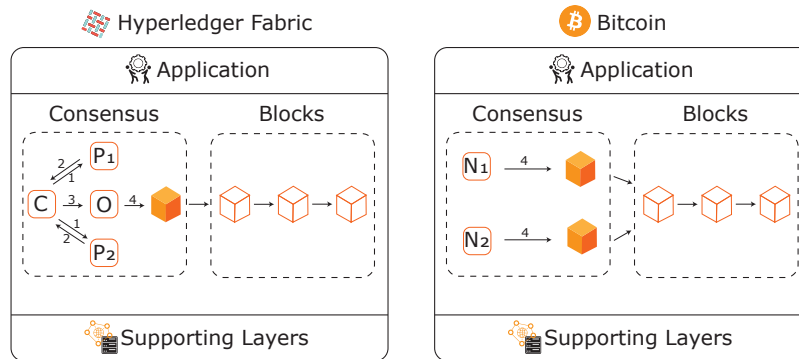 Hyperledger Fabric
Application
Consensus
Blocks
P1
2
1
C
3
O
4
1
2
P2
Supporting Layers
Bitcoin
Application
Consensus
Blocks
N1
4
N2
4
Supporting Layers